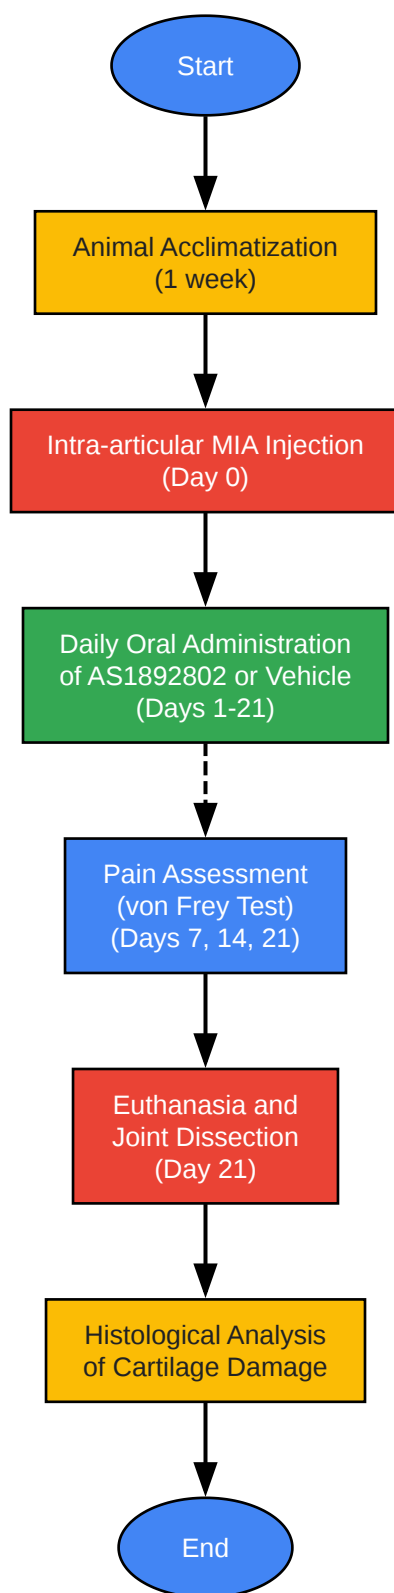 Start
Animal Acclimatization
(1 week)
Intra-articular MIA Injection
(Day 0)
Daily Oral Administration
of AS1892802 or Vehicle
(Days 1-21)
Pain Assessment
(von Frey Test)
(Days 7, 14, 21)
Euthanasia and
Joint Dissection
(Day 21)
Histological Analysis
of Cartilage Damage
End